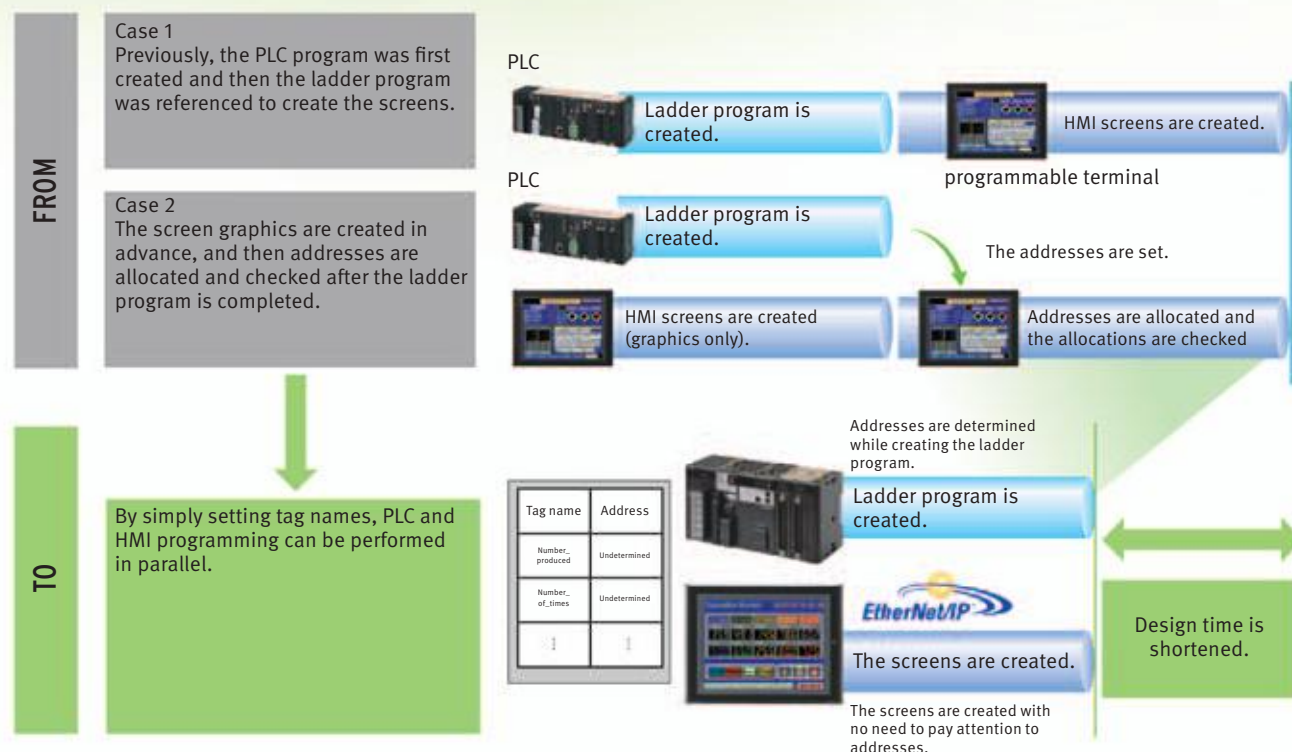 FROM
Case 1
Previously, the PLC program was first
created and then the ladder program
was referenced to create the screens.
PLC
Ladder program is
created.
HMI screens are created.
programmable terminal
Case 2
The screen graphics are created in
advance, and then addresses are
allocated and checked after the ladder
program is completed.
PLC
Ladder program is
created.
The addresses are set.
HMI screens are created
(graphics only).
Addresses are allocated and
the allocations are checked
TO
By simply setting tag names, PLC and
HMI programming can be performed
in parallel.
Tag name Address
Number_
produced
Undetermined
Number_
of_times
Undetermined
Addresses are determined
while creating the ladder
program.
Ladder program is
created.
EtherNet/IP
The screens are created.
The screens are created with
no need to pay attention to
addresses.
Design time is
shortened.